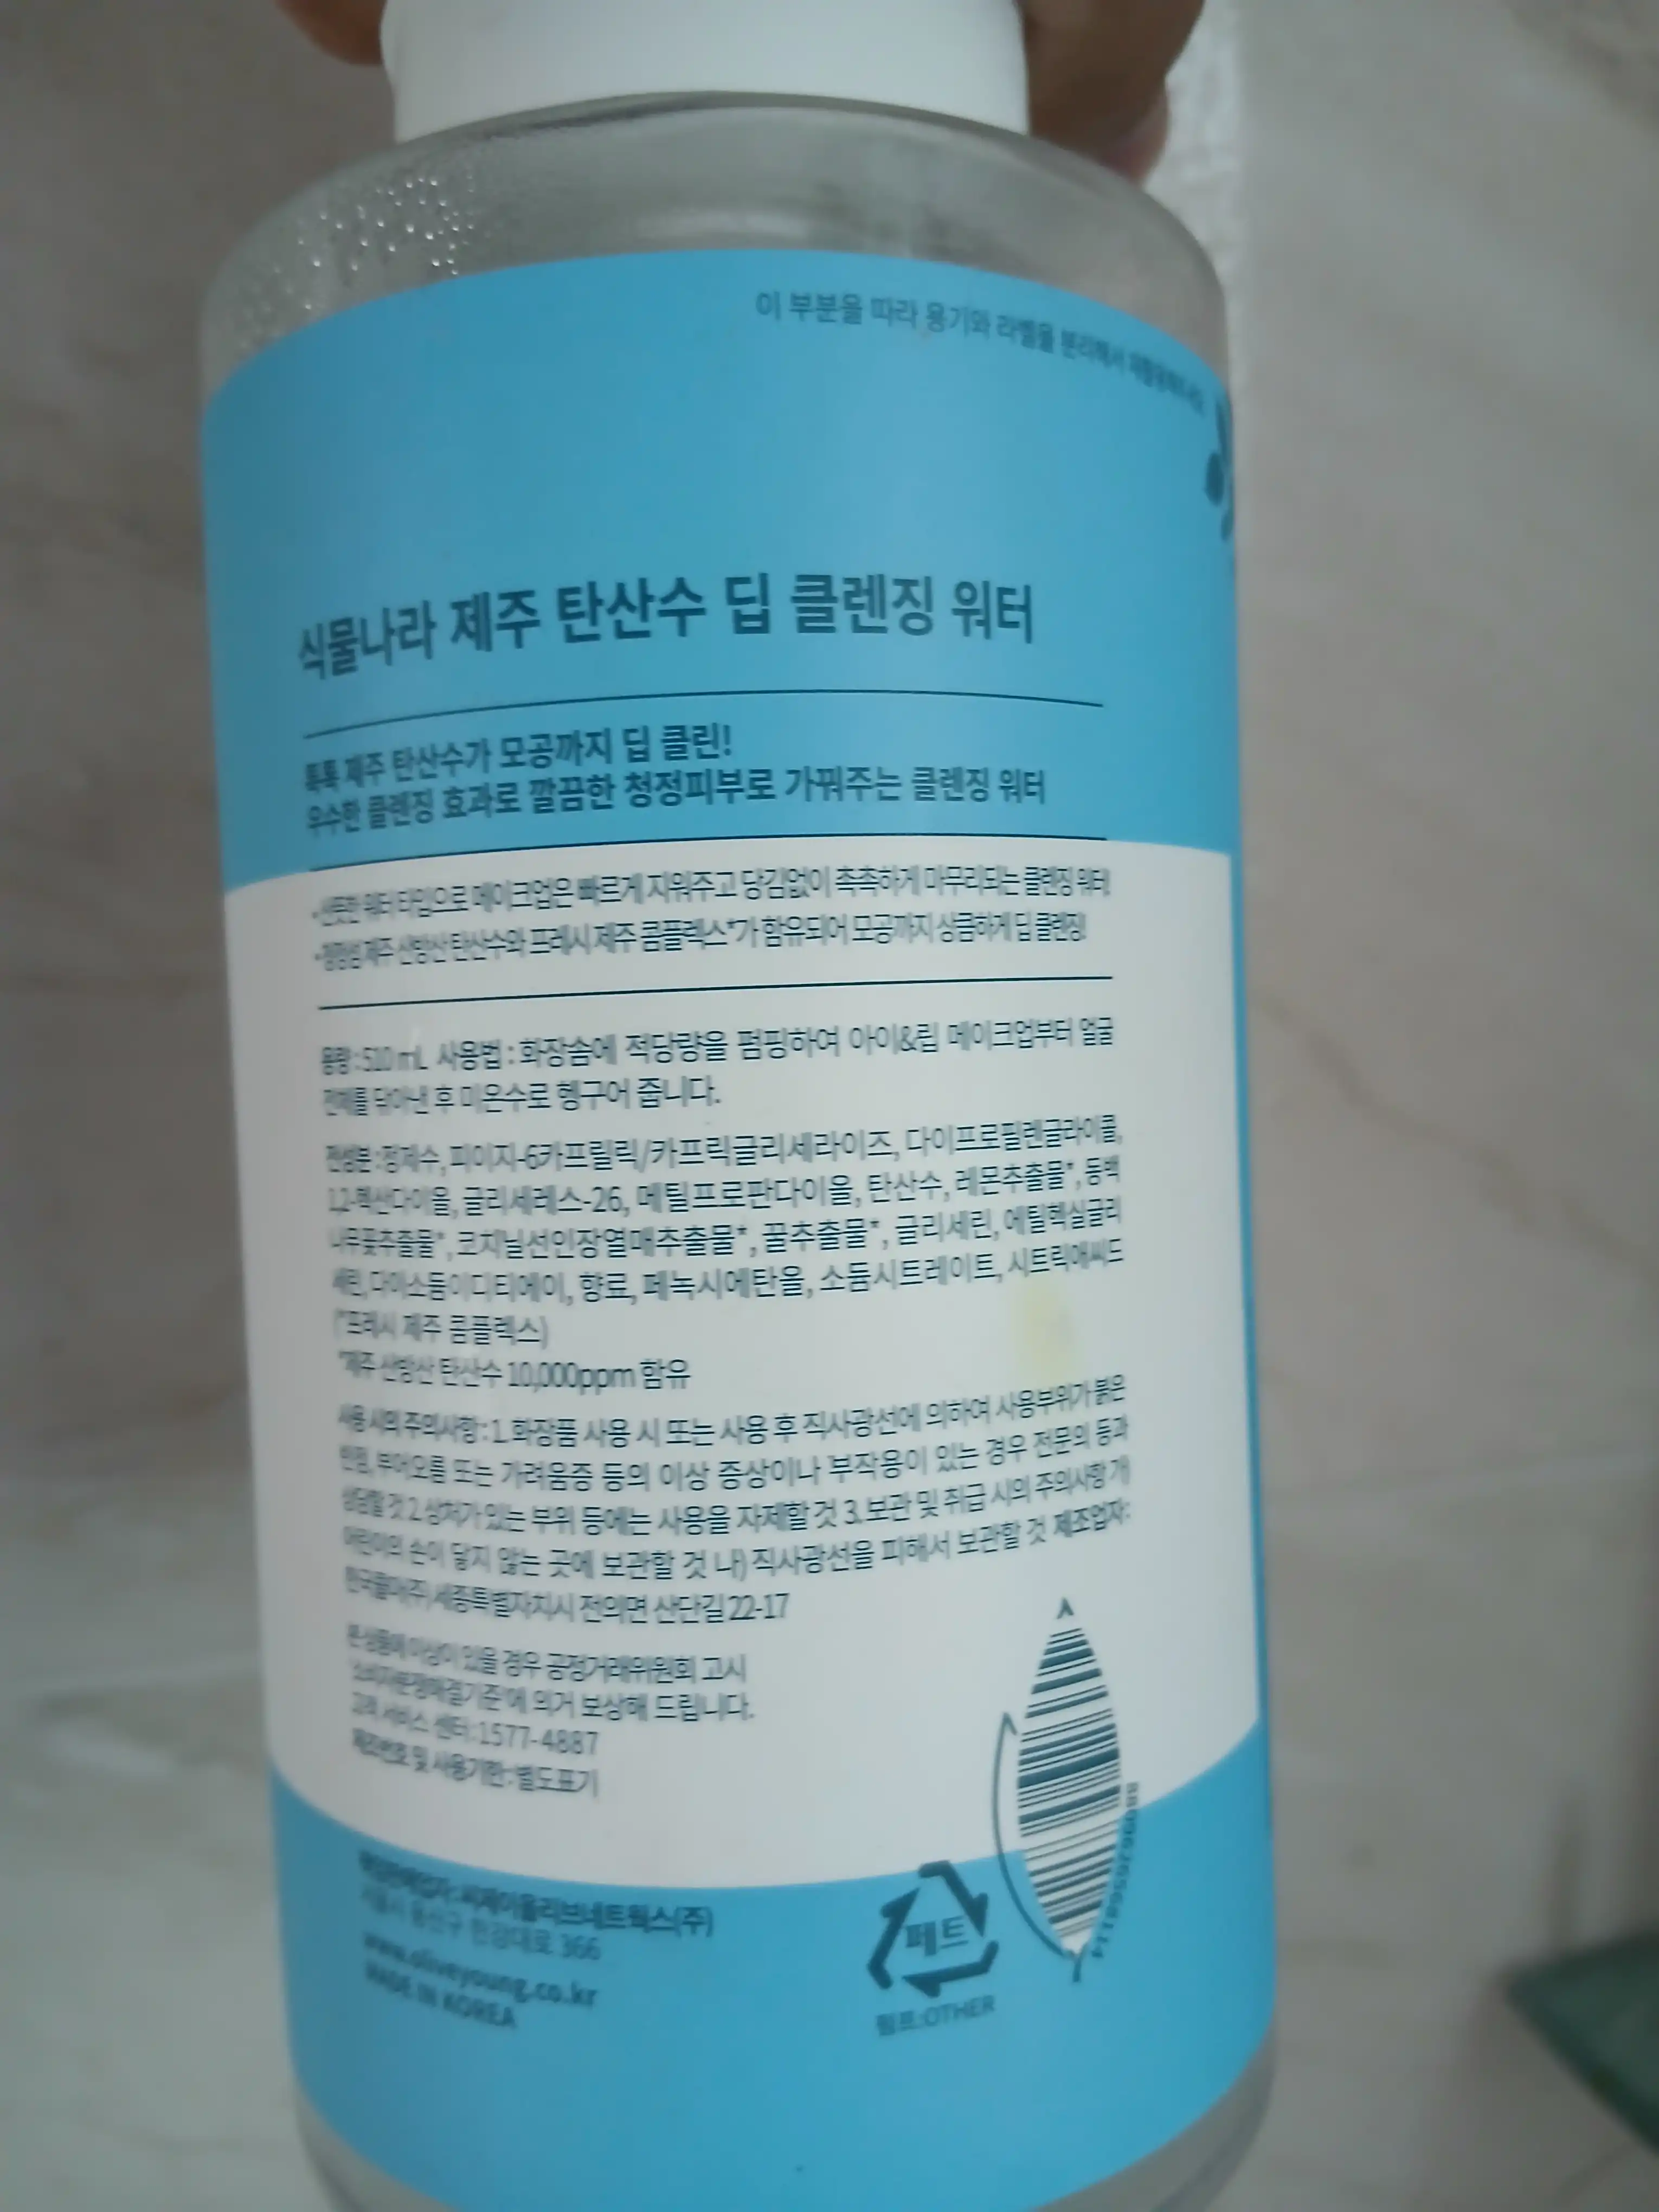 이 부분을 따라 용기와 라벨을 분리해서
식물나라 제주 탄산수 딥 클렌징 워터
톡톡 제주 탄산수가 모공까지 딥 클린!
우수한 클렌징 효과로 깔끔한 청정피부로 가꿔주는 클렌징 워터
•산뜻한 워터 타입으로 메이크업은 빠르게 지워주고 당김없이 촉촉하게 마무리되는 클렌징 워터!
•청정섬 제주 산방산 탄산수와 프레시 제주 콤플렉스*가 함유되어 모공까지 상큼하게 딥 클렌징!
용량 : 510 mL 사용법 : 화장솜에 적당량을 펌핑하여 아이&립 메이크업부터 얼굴
전체를 닦아낸 후 미온수로 헹구어 줍니다.
전성분 : 정제수, 피이지-6카프릴릭/카프릭글리세라이즈, 다이프로필렌글라이콜,
1,2-헥산다이올, 글리세레스-26, 메틸프로판다이올, 탄산수, 레몬추출물*, 동백
나무꽃추출물*, 코치닐선인장열매추출물*, 꿀추출물*, 글리세린, 에틸헥실글리
세린, 다이소듐이디티에이, 향료, 페녹시에탄올, 소듐시트레이트, 시트릭애씨드
(*프레시 제주 콤플렉스)
*제주 산방산 탄산수 10,000ppm 함유
사용 시의 주의사항 : 1. 화장품 사용 시 또는 사용 후 직사광선에 의하여 사용부위가 붉은
반점, 부어오름 또는 가려움증 등의 이상 증상이나 부작용이 있는 경우 전문의 등과
상담할 것 2. 상처가 있는 부위 등에는 사용을 자제할 것 3. 보관 및 취급 시의 주의사항 가)
어린이의 손이 닿지 않는 곳에 보관할 것 나) 직사광선을 피해서 보관할 것 제조업자:
한국콜마(주) 세종특별자치시 전의면 산단길 22-17
본 상품에 이상이 있을 경우 공정거래위원회 고시
'소비자분쟁해결기준'에 의거 보상해 드립니다.
고객 서비스 센터 : 1577-4887
제조번호 및 사용기한 : 별도표기
책임판매업자 : 씨제이올리브네트웍스(주)
서울시 용산구 한강대로 366
www.oliveyoung.co.kr
MADE IN KOREA
페트
펌프:OTHER